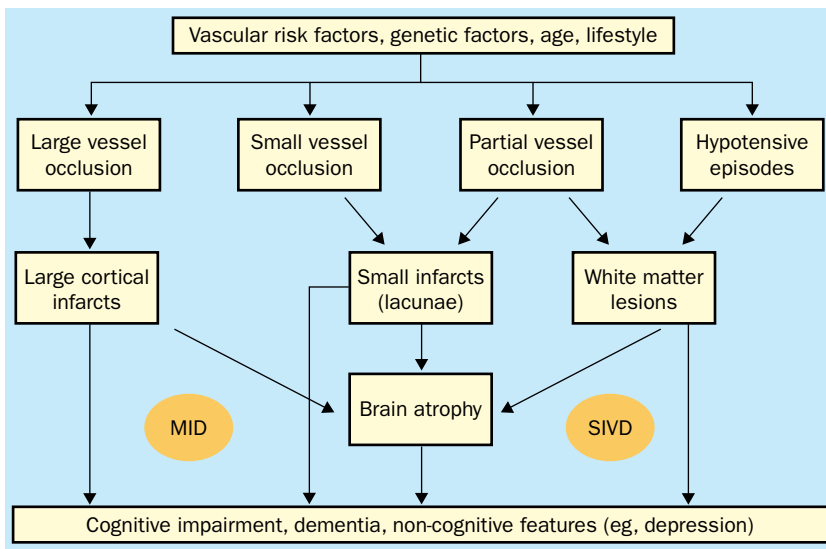 Vascular risk factors, genetic factors, age, lifestyle
Large vessel
occlusion
Small vessel
occlusion
Partial vessel
occlusion
Hypotensive
episodes
Large cortical
infarcts
Small infarcts
(lacunae)
White matter
lesions
Brain atrophy
MID
SIVD
Cognitive impairment, dementia, non-cognitive features (eg, depression)